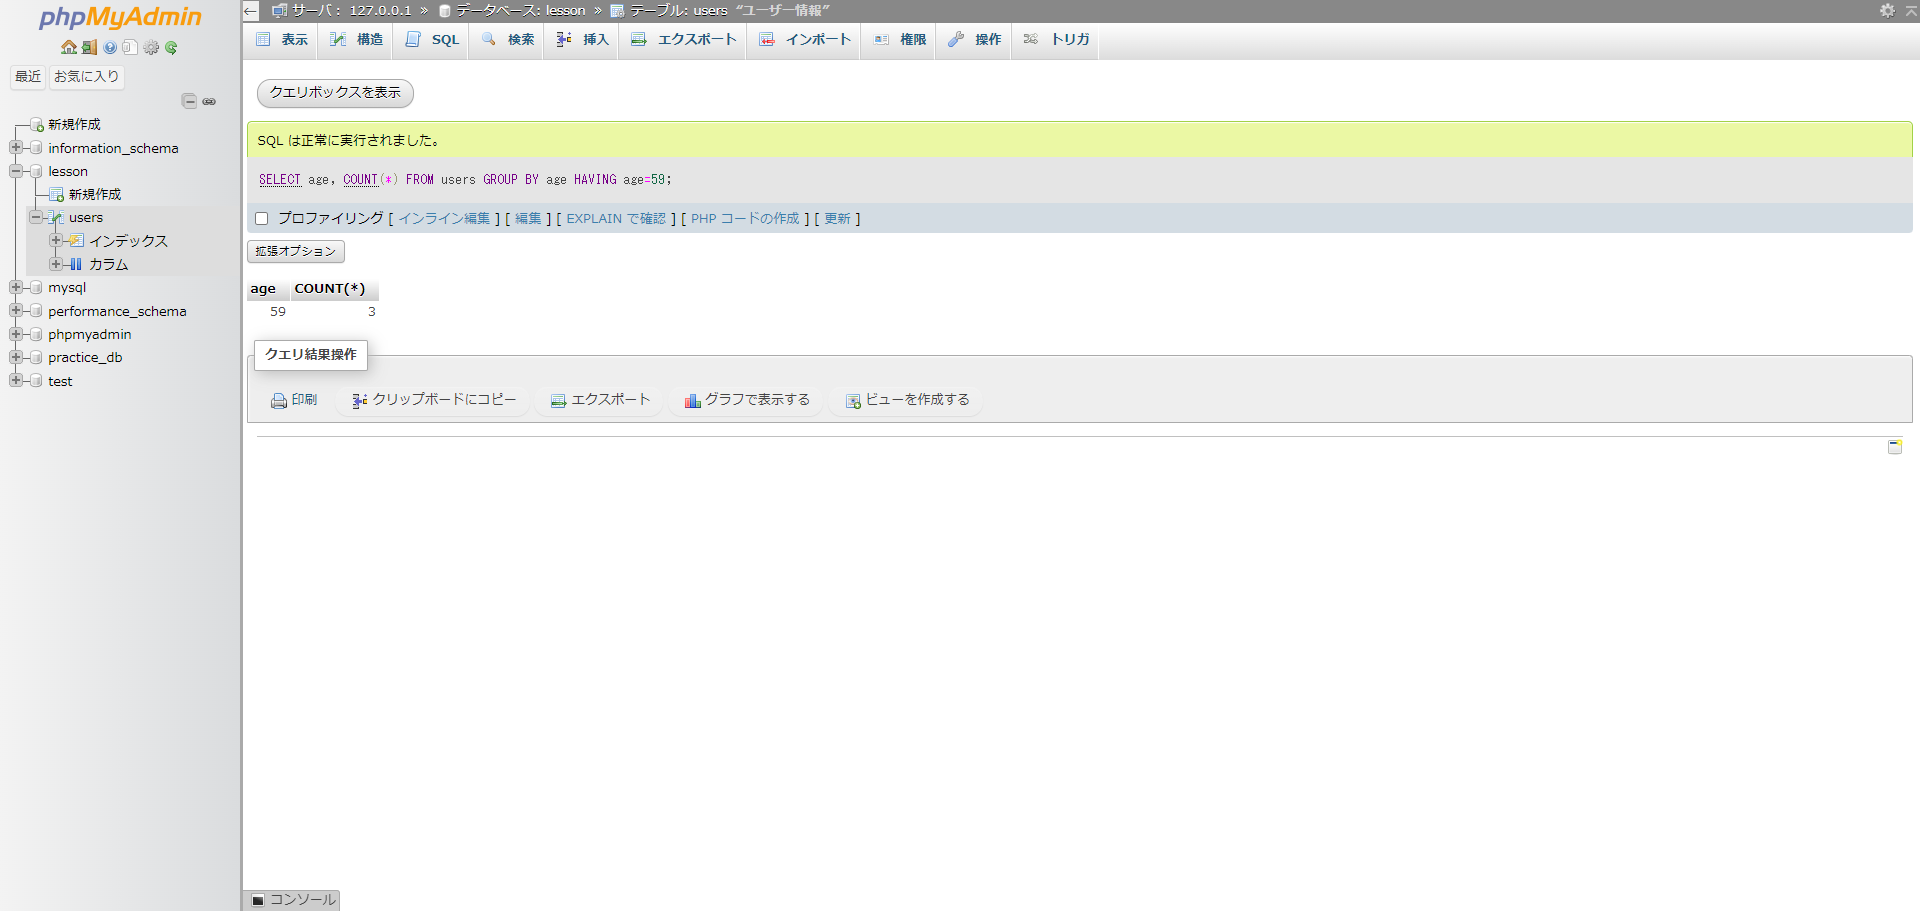 phpMyAdmin
最近 お気に入り
新規作成
information_schema
lesson
新規作成
users
インデックス
カラム
mysql
performance_schema
phpmyadmin
practice_db
test
サーバ: 127.0.0.1 » データベース: lesson » テーブル: users “ユーザー情報”
表示 構造 SQL 検索 挿入 エクスポート インポート 権限 操作 トリガ
クエリボックスを表示
SQL は正常に実行されました。
SELECT age, COUNT(*) FROM users GROUP BY age HAVING age=59;
プロファイリング [ インライン編集 ] [ 編集 ] [ EXPLAIN で確認 ] [ PHP コードの作成 ] [ 更新 ]
拡張オプション
age COUNT(*)
59 3
クエリ結果操作
印刷 クリップボードにコピー エクスポート グラフで表示する ビューを作成する
コンソール